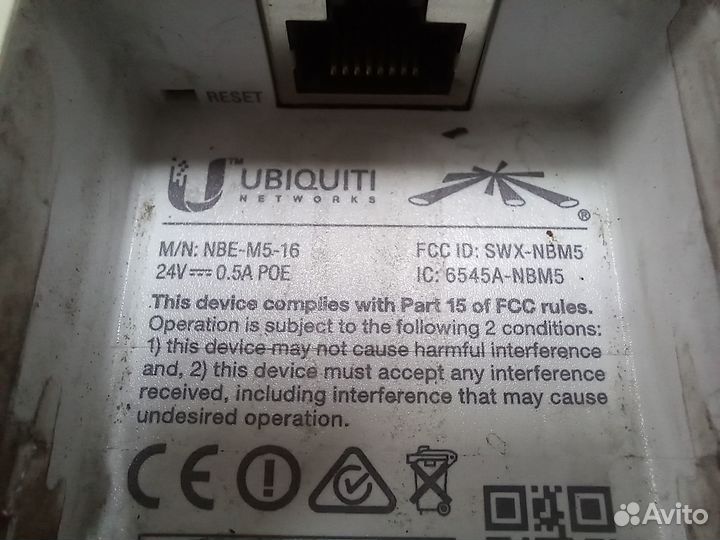 RESET
UBIQUITI™
NETWORKS
®
M/N: NBE-M5-16
FCC ID: SWX-NBM5
24V⎓0.5A POE
IC: 6545A-NBM5
This device complies with Part 15 of FCC rules.
Operation is subject to the following 2 conditions:
1) this device may not cause harmful interference
and, 2) this device must accept any interference
received, including interference that may cause
undesired operation.
CE
Avito